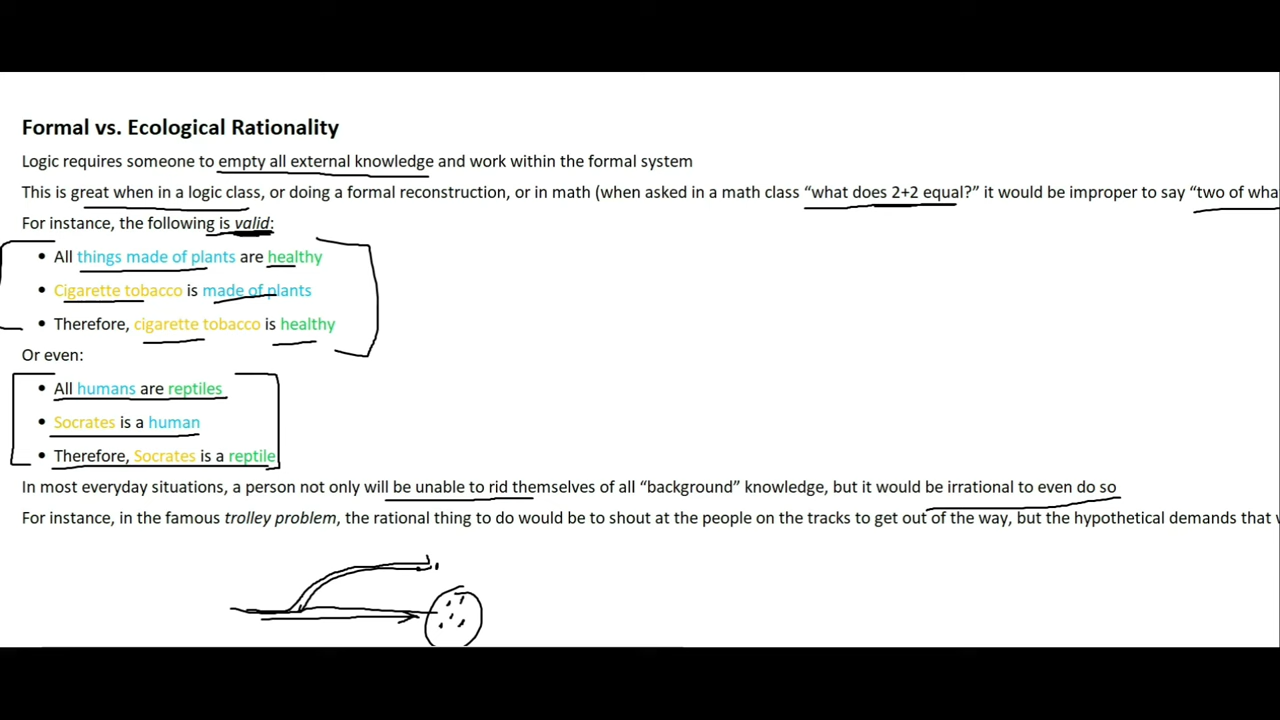 Formal vs. Ecological Rationality
Logic requires someone to empty all external knowledge and work within the formal system
This is great when in a logic class, or doing a formal reconstruction, or in math (when asked in a math class “what does 2+2 equal?” it would be improper to say “two of wha
For instance, the following is valid:
• All things made of plants are healthy
• Cigarette tobacco is made of plants
• Therefore, cigarette tobacco is healthy
Or even:
• All humans are reptiles
• Socrates is a human
• Therefore, Socrates is a reptile
In most everyday situations, a person not only will be unable to rid themselves of all “background” knowledge, but it would be irrational to even do so
For instance, in the famous trolley problem, the rational thing to do would be to shout at the people on the tracks to get out of the way, but the hypothetical demands that